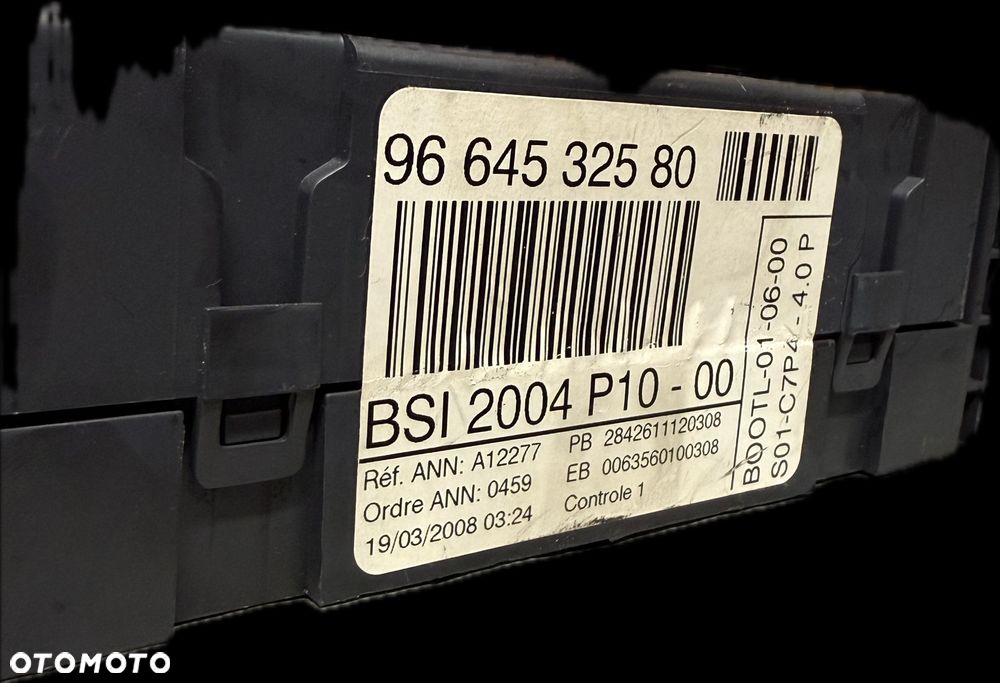 96 645 325 80
BSI 2004 P10 - 00
Réf. ANN: A12277
Ordre ANN: 0459
19/03/2008 03:24
PB 2842611120308
EB 0063560100308
Controle 1
BOOTL-01-06-00
S01-C7P4 - 4.0 P
OTOMOTO